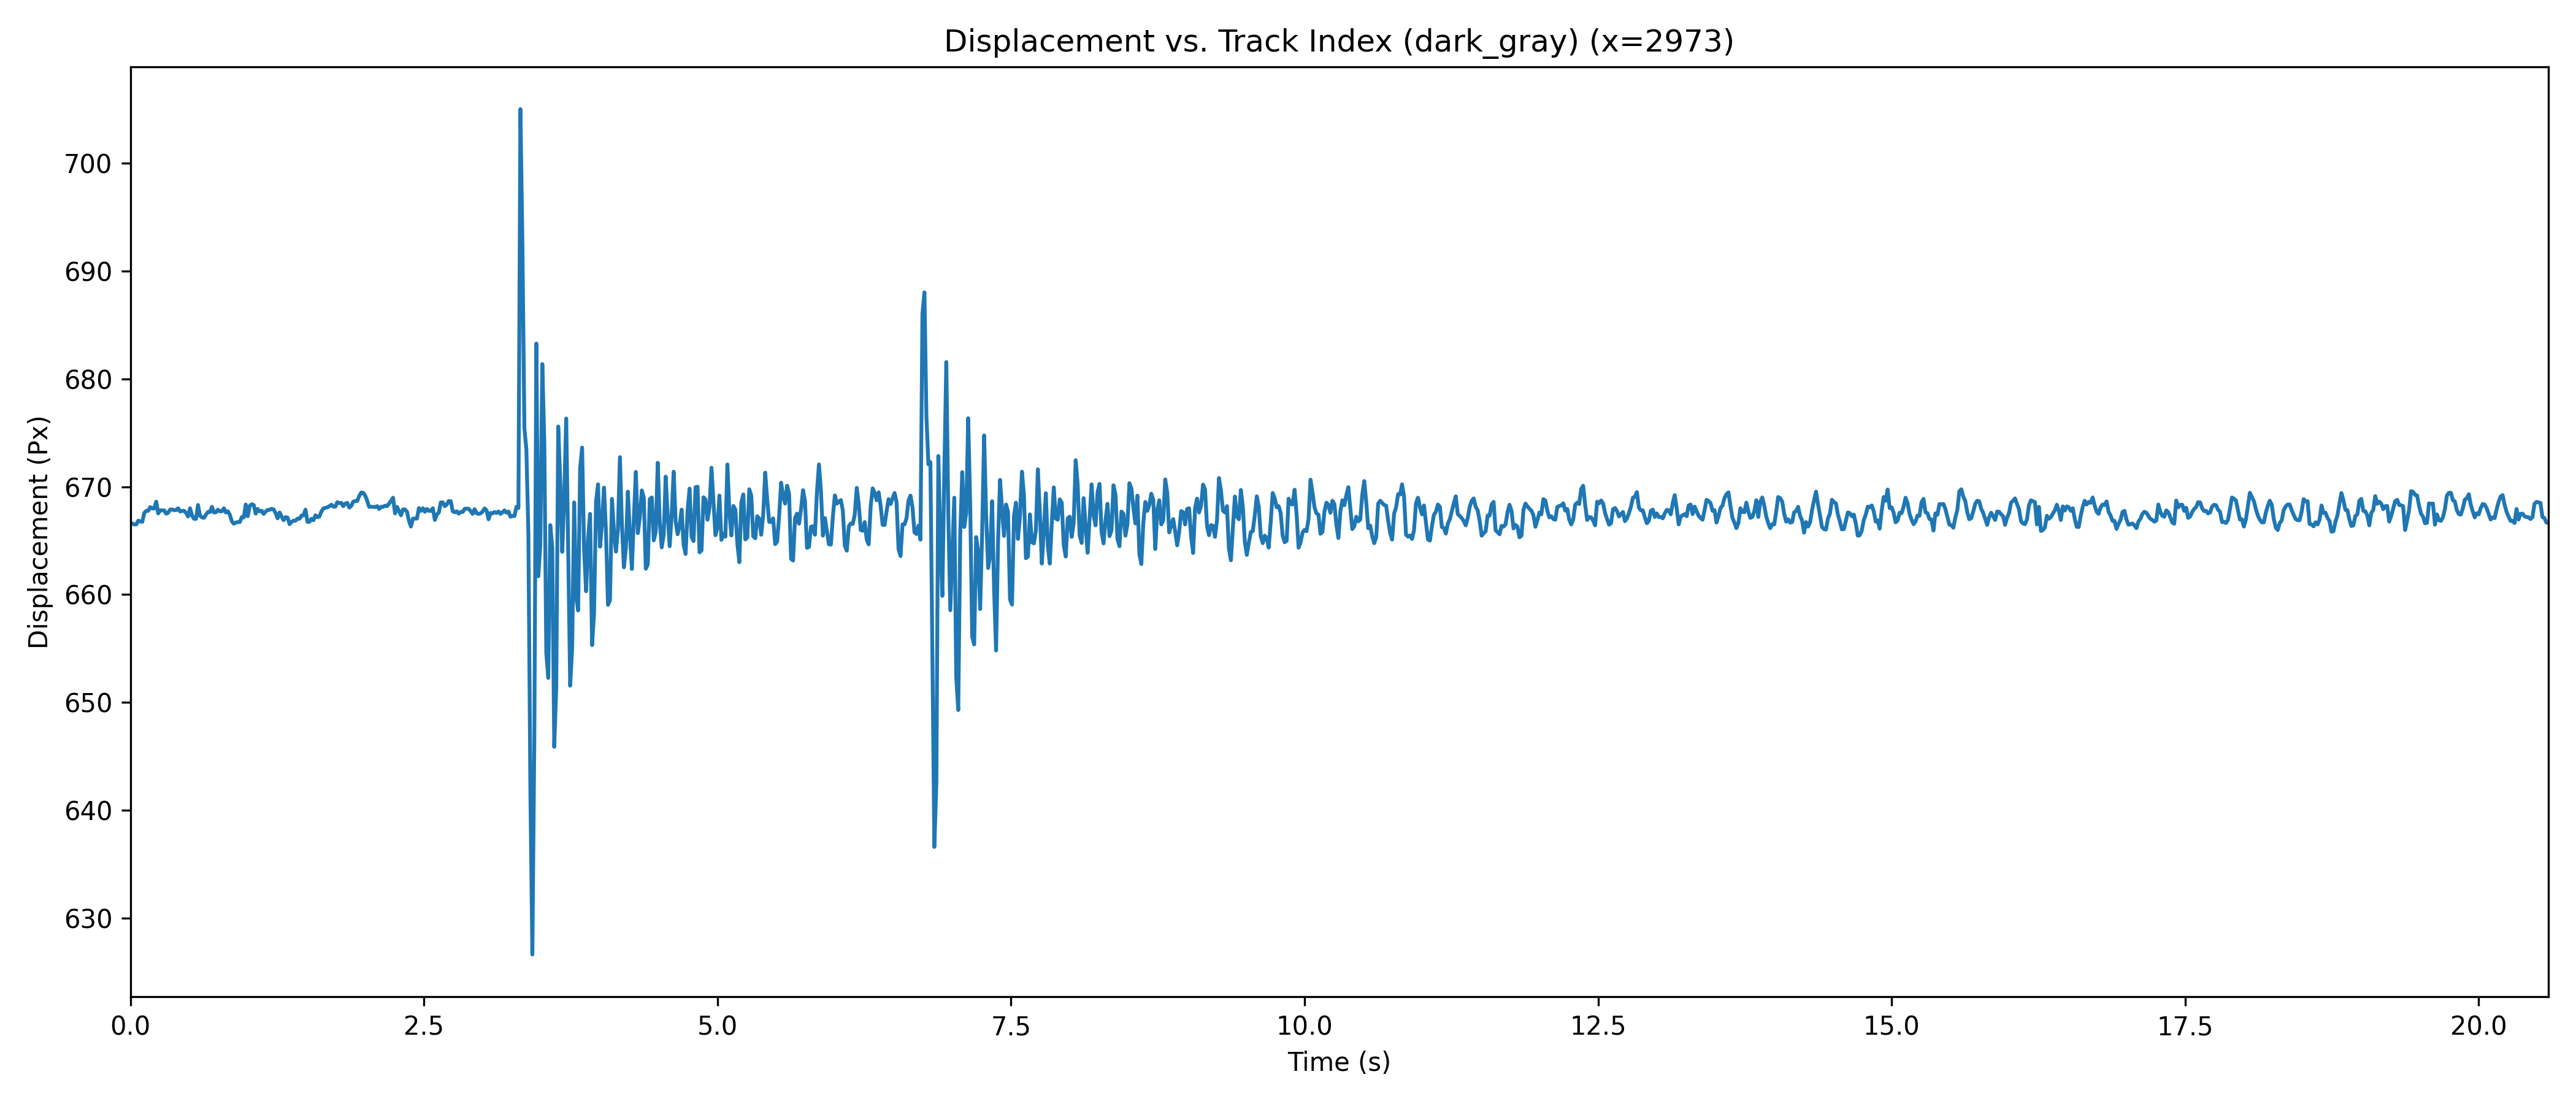 Displacement vs. Track Index (dark_gray) (x=2973)
Displacement (Px)
700
690
680
670
660
650
640
630
0.0 2.5 5.0 7.5 10.0 12.5 15.0 17.5 20.0
Time (s)